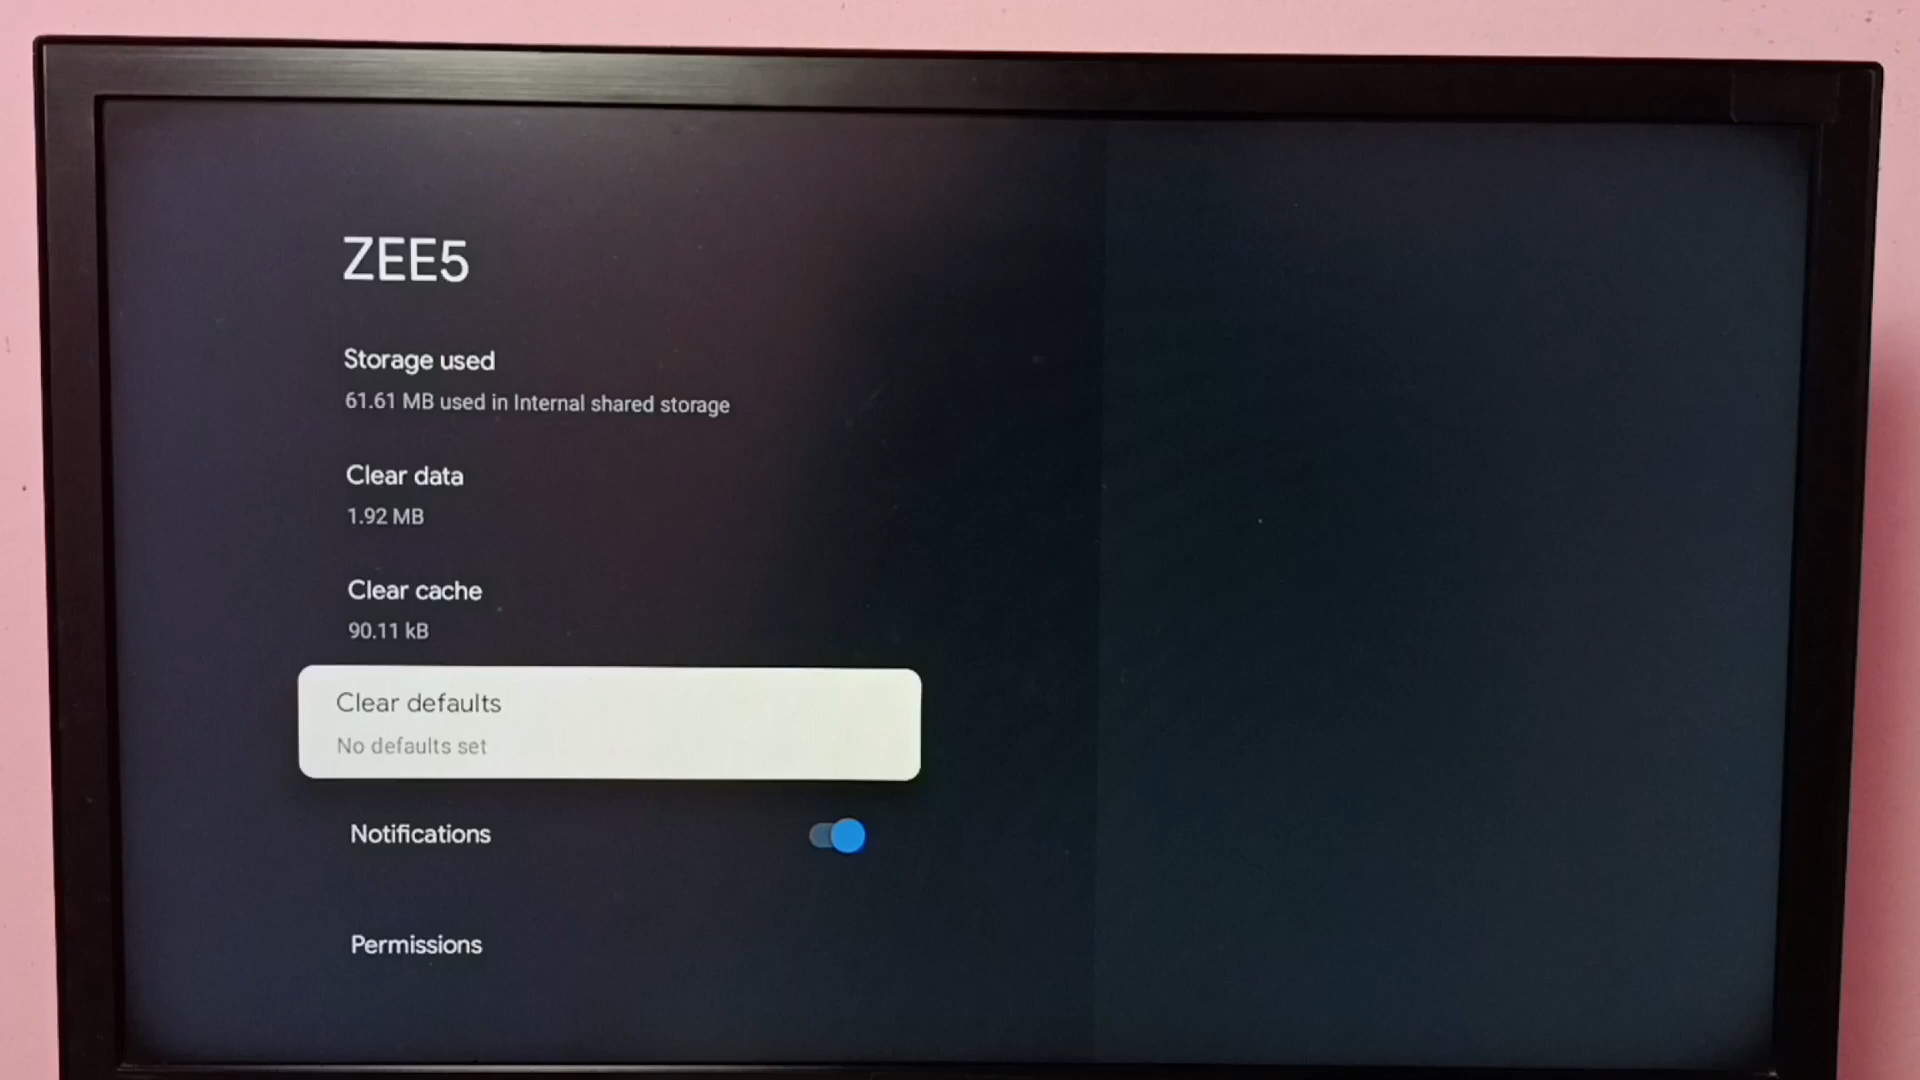 ZEE5
Storage used
61.61 MB used in Internal shared storage
Clear data
1.92 MB
Clear cache
90.11 kB
Clear defaults
No defaults set
Notifications
Permissions